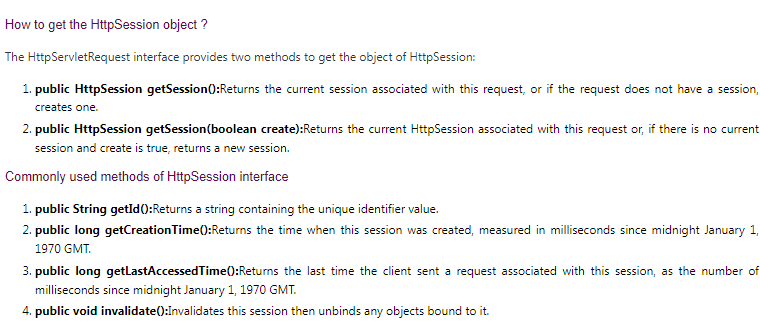 How to get the HttpSession object ?
The HttpServletRequest interface provides two methods to get the object of HttpSession:
1. public HttpSession getSession():Returns the current session associated with this request, or if the request does not have a session,
creates one.
2. public HttpSession getSession(boolean create):Returns the current HttpSession associated with this request or, if there is no current
session and create is true, returns a new session.
Commonly used methods of HttpSession interface
1. public String getId():Returns a string containing the unique identifier value.
2. public long getCreationTime():Returns the time when this session was created, measured in milliseconds since midnight January 1,
1970 GMT.
3. public long getLastAccessedTime():Returns the last time the client sent a request associated with this session, as the number of
milliseconds since midnight January 1, 1970 GMT.
4. public void invalidate():Invalidates this session then unbinds any objects bound to it.